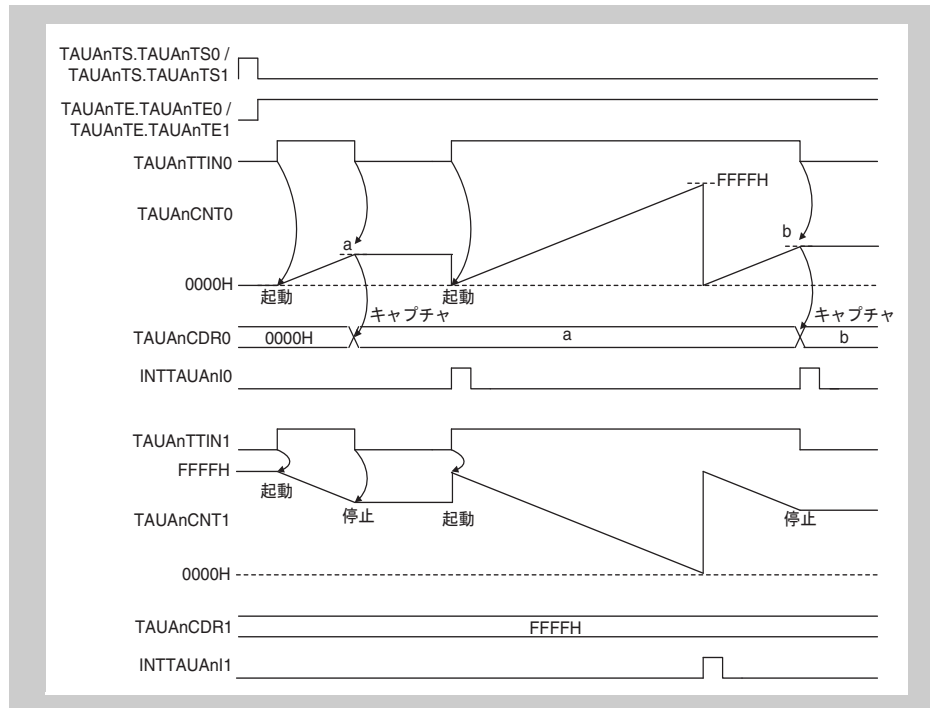 TAUAnTS.TAUAnTS0 /
TAUAnTS.TAUAnTS1
TAUAnTE.TAUAnTE0 /
TAUAnTE.TAUAnTE1
TAUAnTTIN0
FFFFH
TAUAnCNT0
a
b
0000H
起動
起動
キャプチャ
キャプチャ
TAUAnCDR0
0000H
a
b
INTTAUAnI0
TAUAnTTIN1
FFFFH
起動
停止
起動
停止
TAUAnCNT1
0000H
TAUAnCDR1
FFFFH
INTTAUAnI1